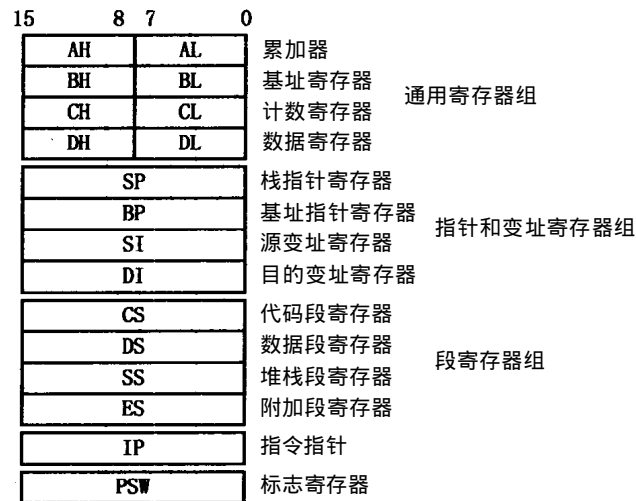 15 8 7 0
AH AL 累加器
BH BL 基址寄存器
通用寄存器组
CH CL 计数寄存器
DH DL 数据寄存器
SP 栈指针寄存器
BP 基址指针寄存器
指针和变址寄存器组
SI 源变址寄存器
DI 目的变址寄存器
CS 代码段寄存器
DS 数据段寄存器
段寄存器组
SS 堆栈段寄存器
ES 附加段寄存器
IP 指令指针
PSW 标志寄存器